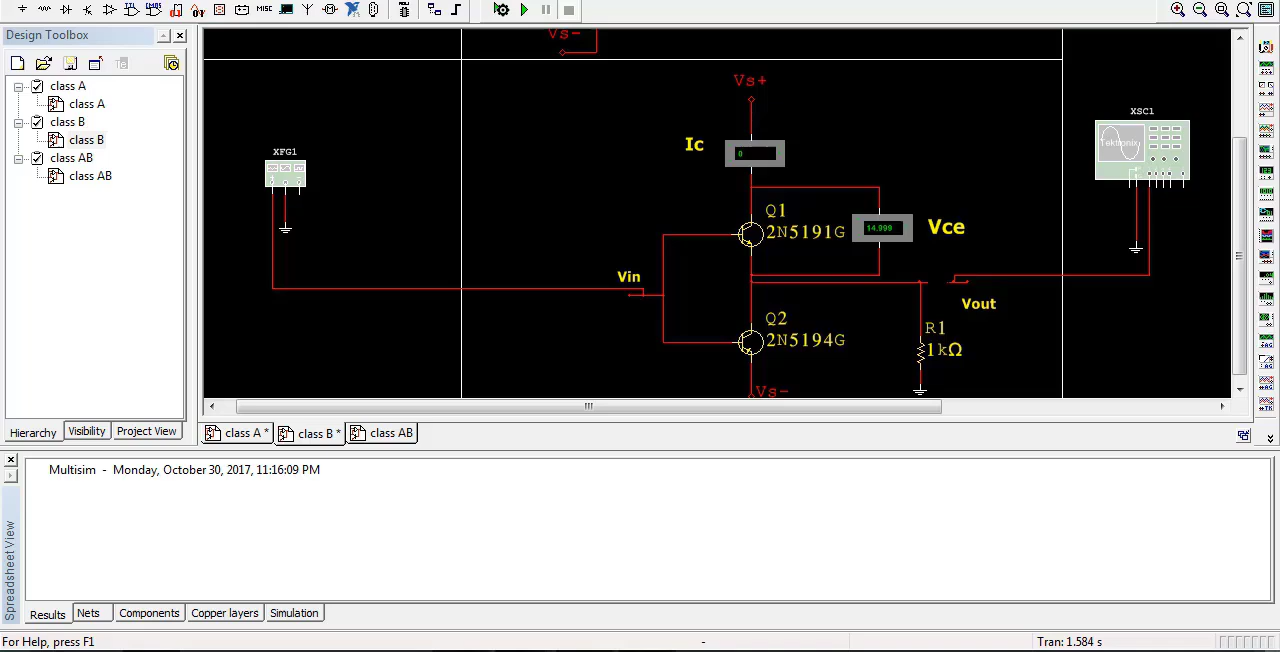 MISC
Design Toolbox
class A
class A
class B
class B
class AB
class AB
Hierarchy
Visibility
Project View
Vs-
Vs+
Ic
0
XFG1
Q1
2N5191G
14.999
Vce
Vin
Vout
Q2
2N5194G
R1
1kΩ
Vs-
XSC1
Tektronix
class A *
class B *
class AB
Multisim - Monday, October 30, 2017, 11:16:09 PM
Spreadsheet View
Results
Nets
Components
Copper layers
Simulation
For Help, press F1
-
Tran: 1.584 s